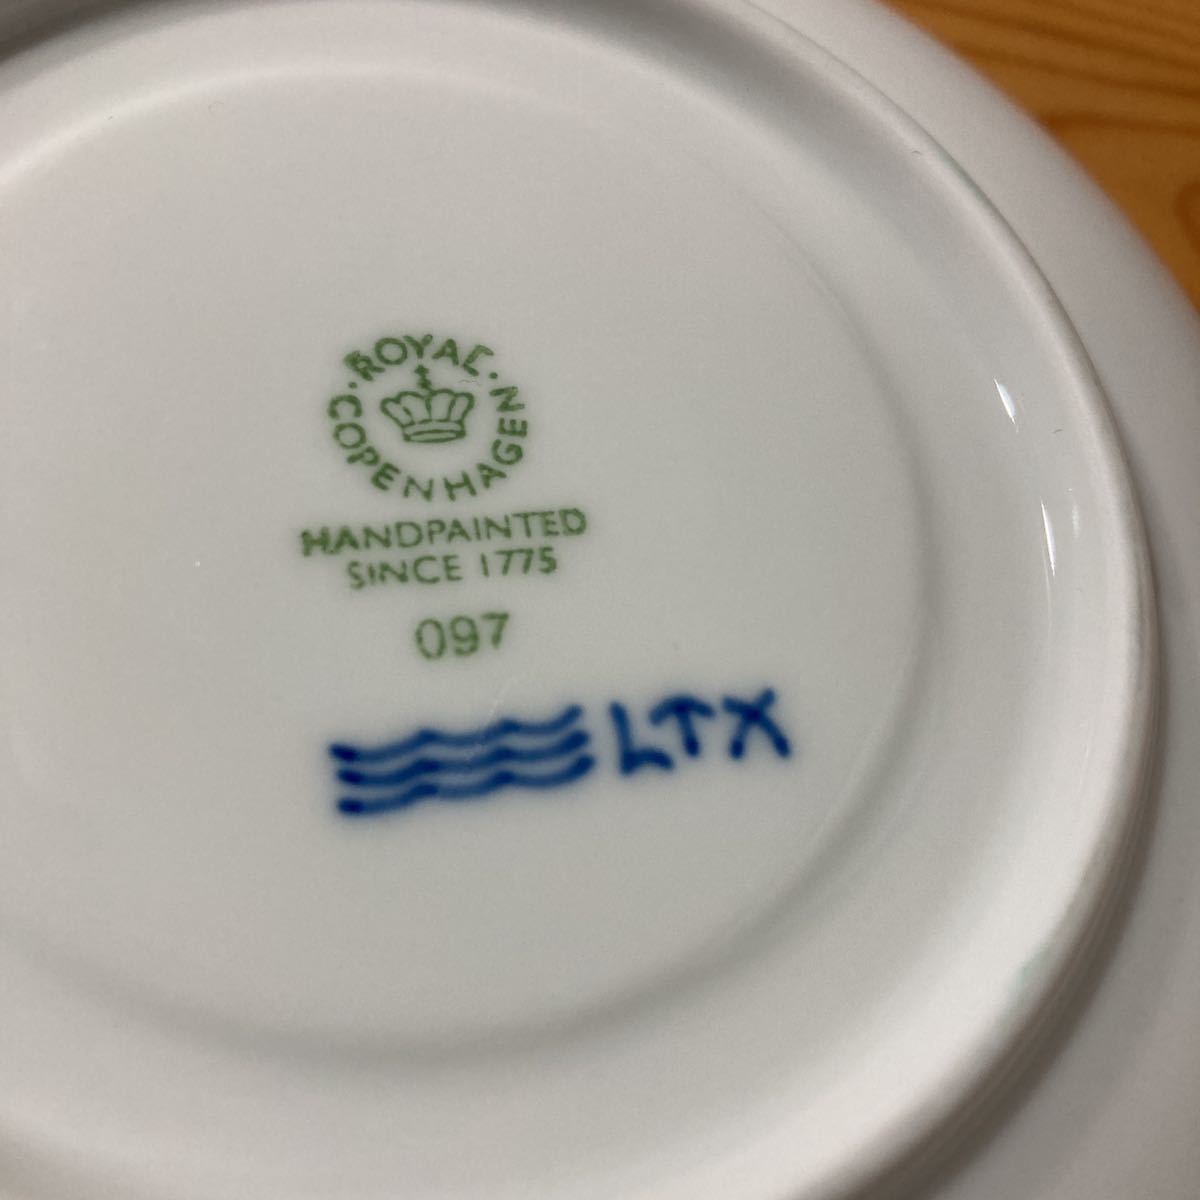 ROYAL
COPENHAGEN
HANDPAINTED
SINCE 1775
097
LTX